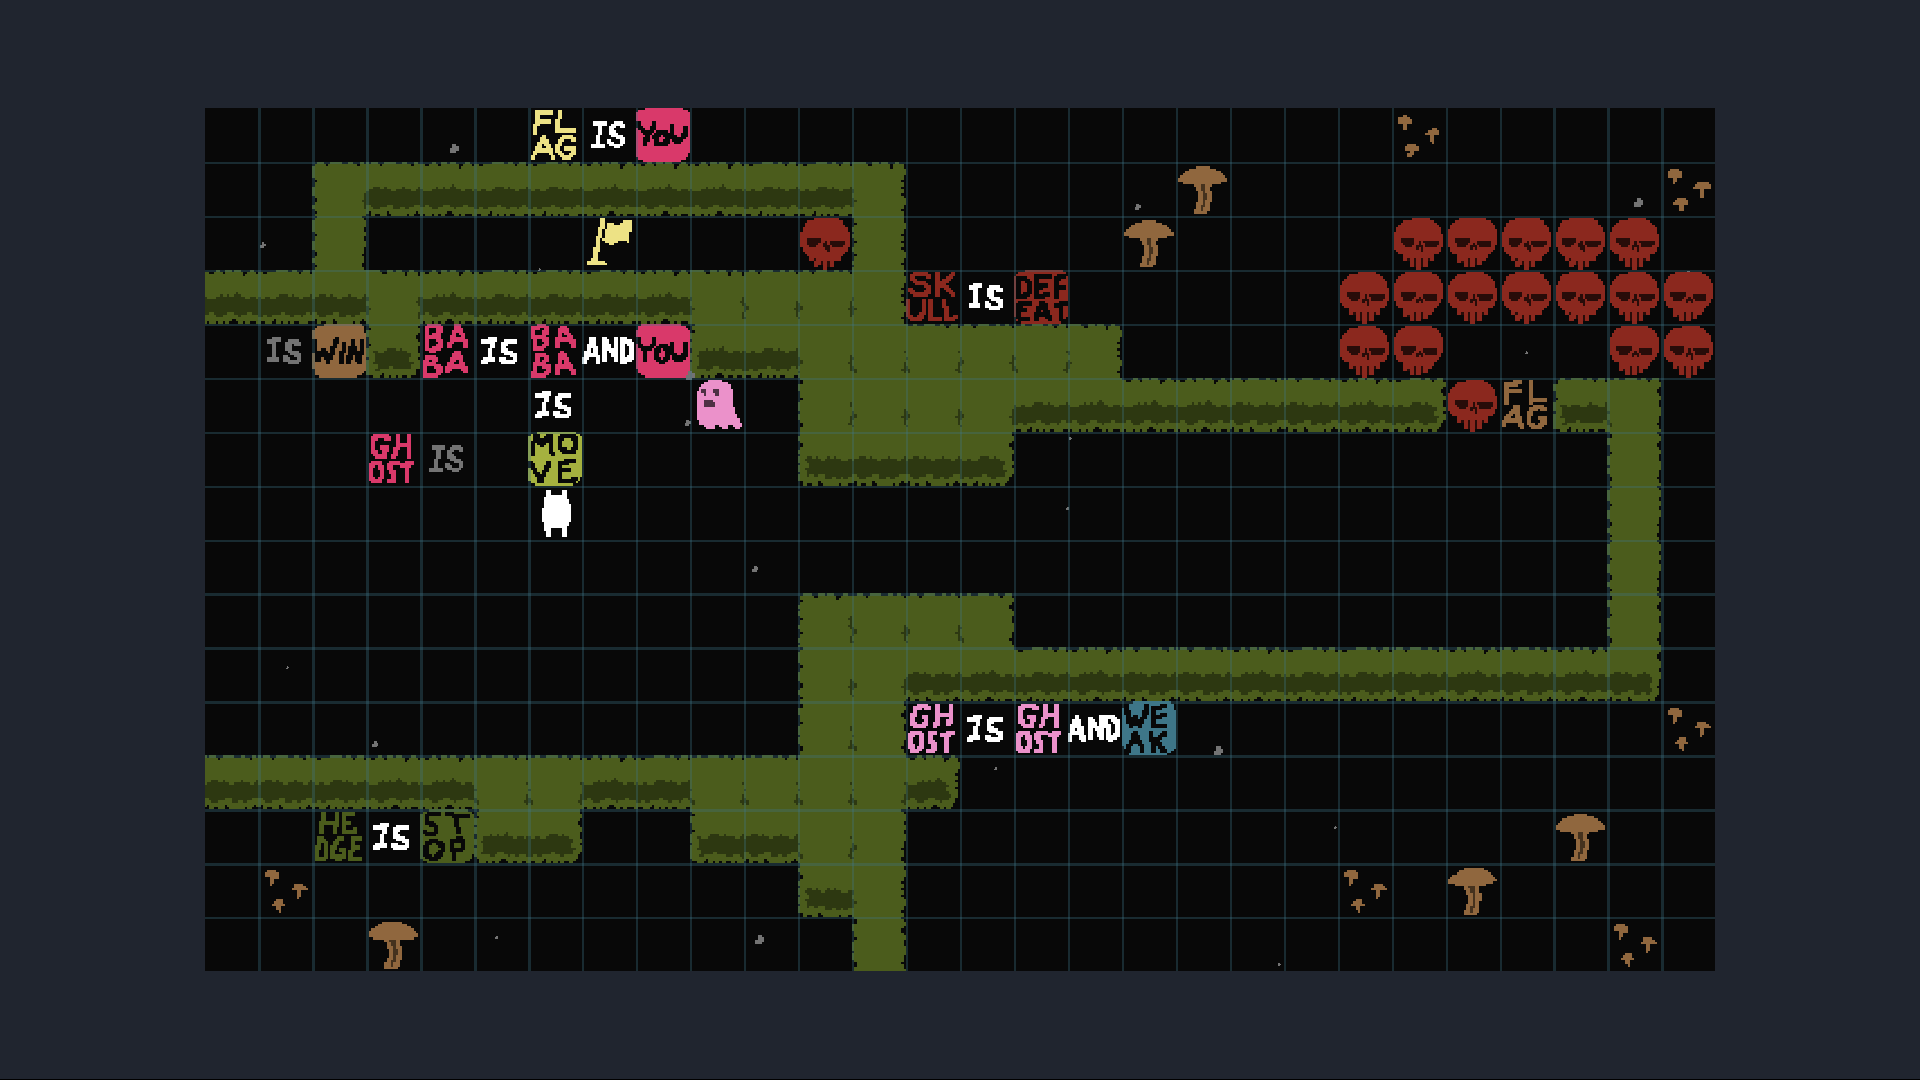 FLAG IS YOU
SKULL IS DEFEAT
IS WIN BABA IS BABA AND YOU
IS FLAG
GHOST IS MOVE
GHOST IS GHOST AND WEAK
HEDGE IS STOP